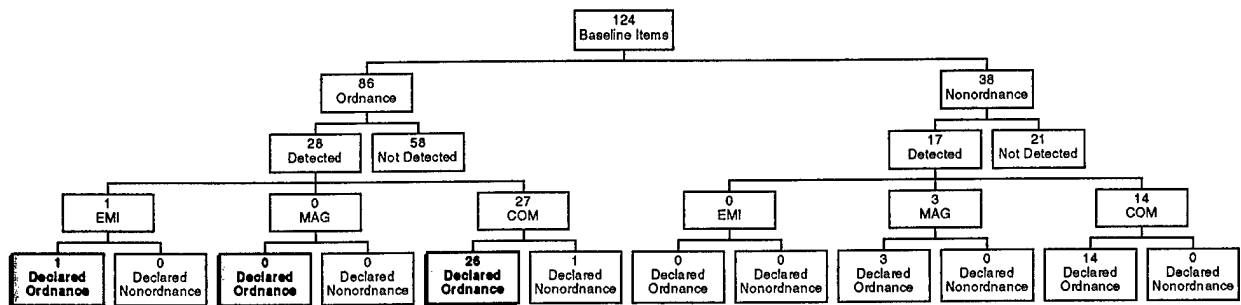 124
Baseline Items
86
Ordnance
38
Nonordnance
28
Detected
58
Not Detected
17
Detected
21
Not Detected
1
EMI
0
MAG
27
COM
0
EMI
3
MAG
14
COM
1
Declared
Ordnance
0
Declared
Nonordnance
0
Declared
Ordnance
0
Declared
Nonordnance
26
Declared
Ordnance
1
Declared
Nonordnance
0
Declared
Ordnance
0
Declared
Nonordnance
3
Declared
Ordnance
0
Declared
Nonordnance
14
Declared
Ordnance
0
Declared
Nonordnance